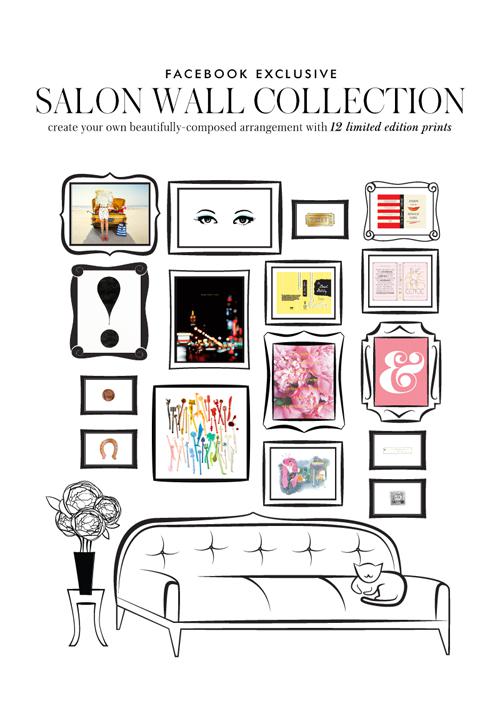 FACEBOOK EXCLUSIVE
SALON WALL COLLECTION
create your own beautifully-composed arrangement with 12 limited edition prints
&